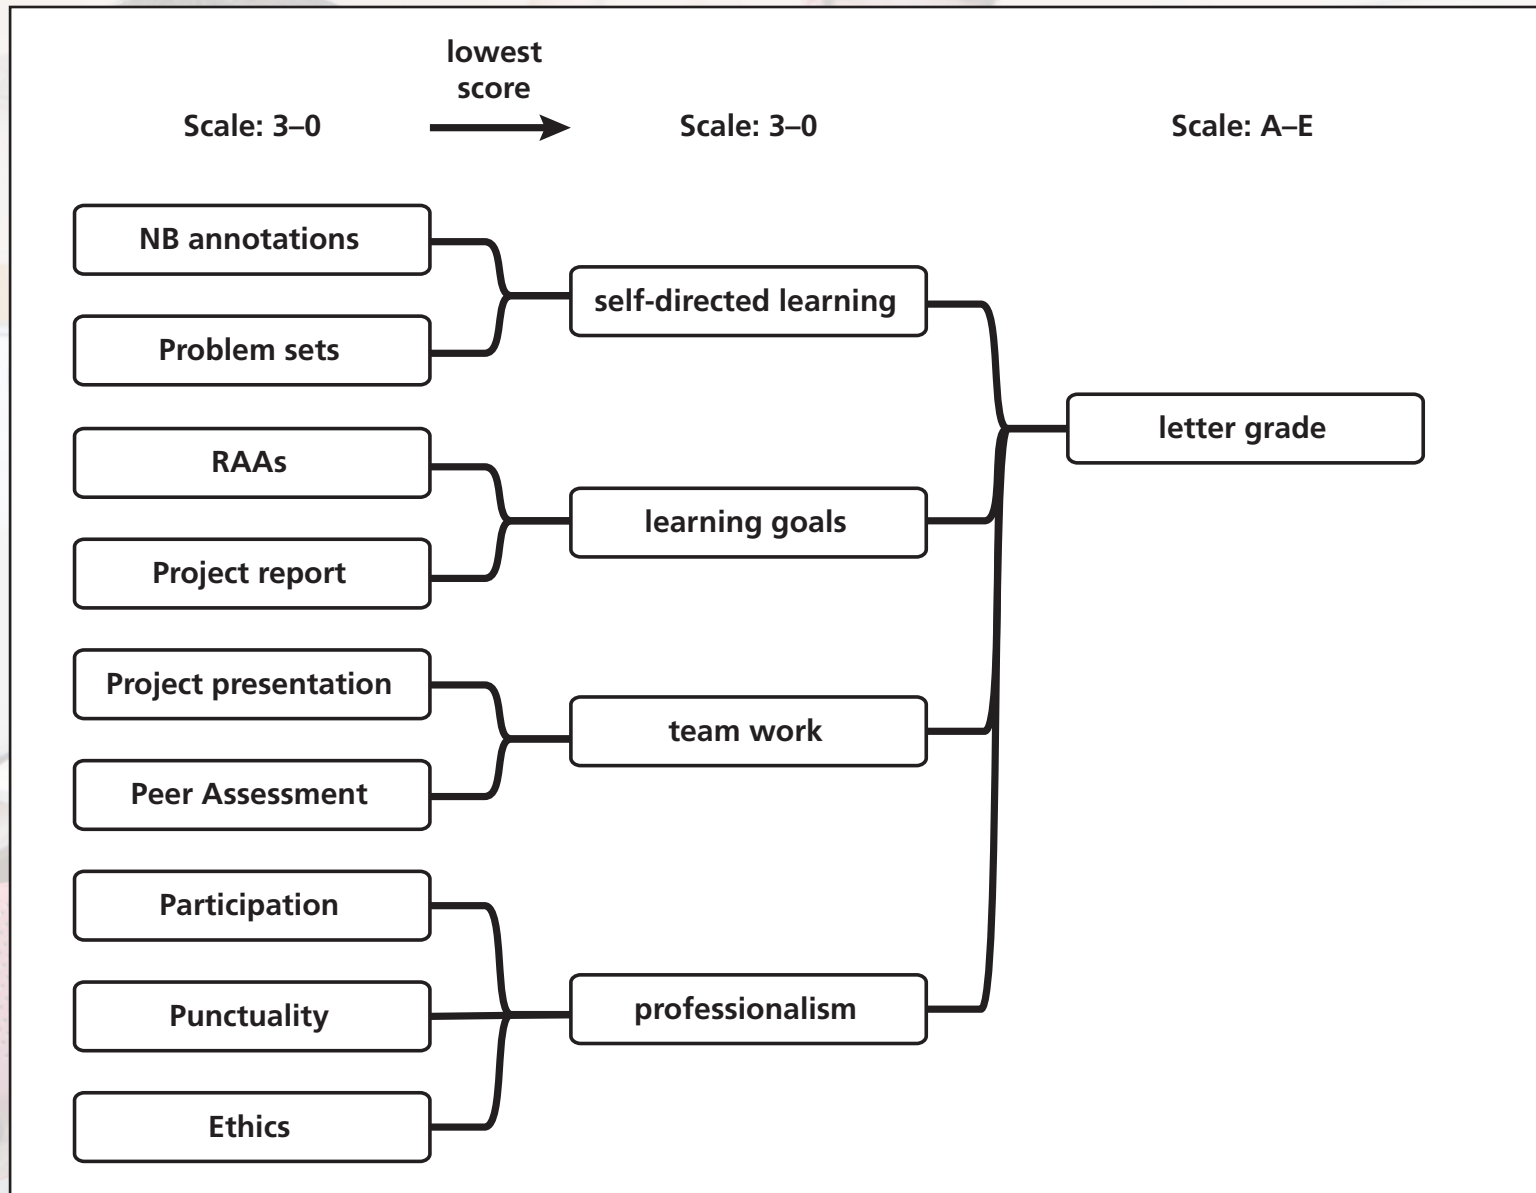 lowest
score
Scale: 3–0
Scale: 3–0
Scale: A–E
NB annotations
Problem sets
RAAs
Project report
Project presentation
Peer Assessment
Participation
Punctuality
Ethics
self-directed learning
learning goals
team work
professionalism
letter grade